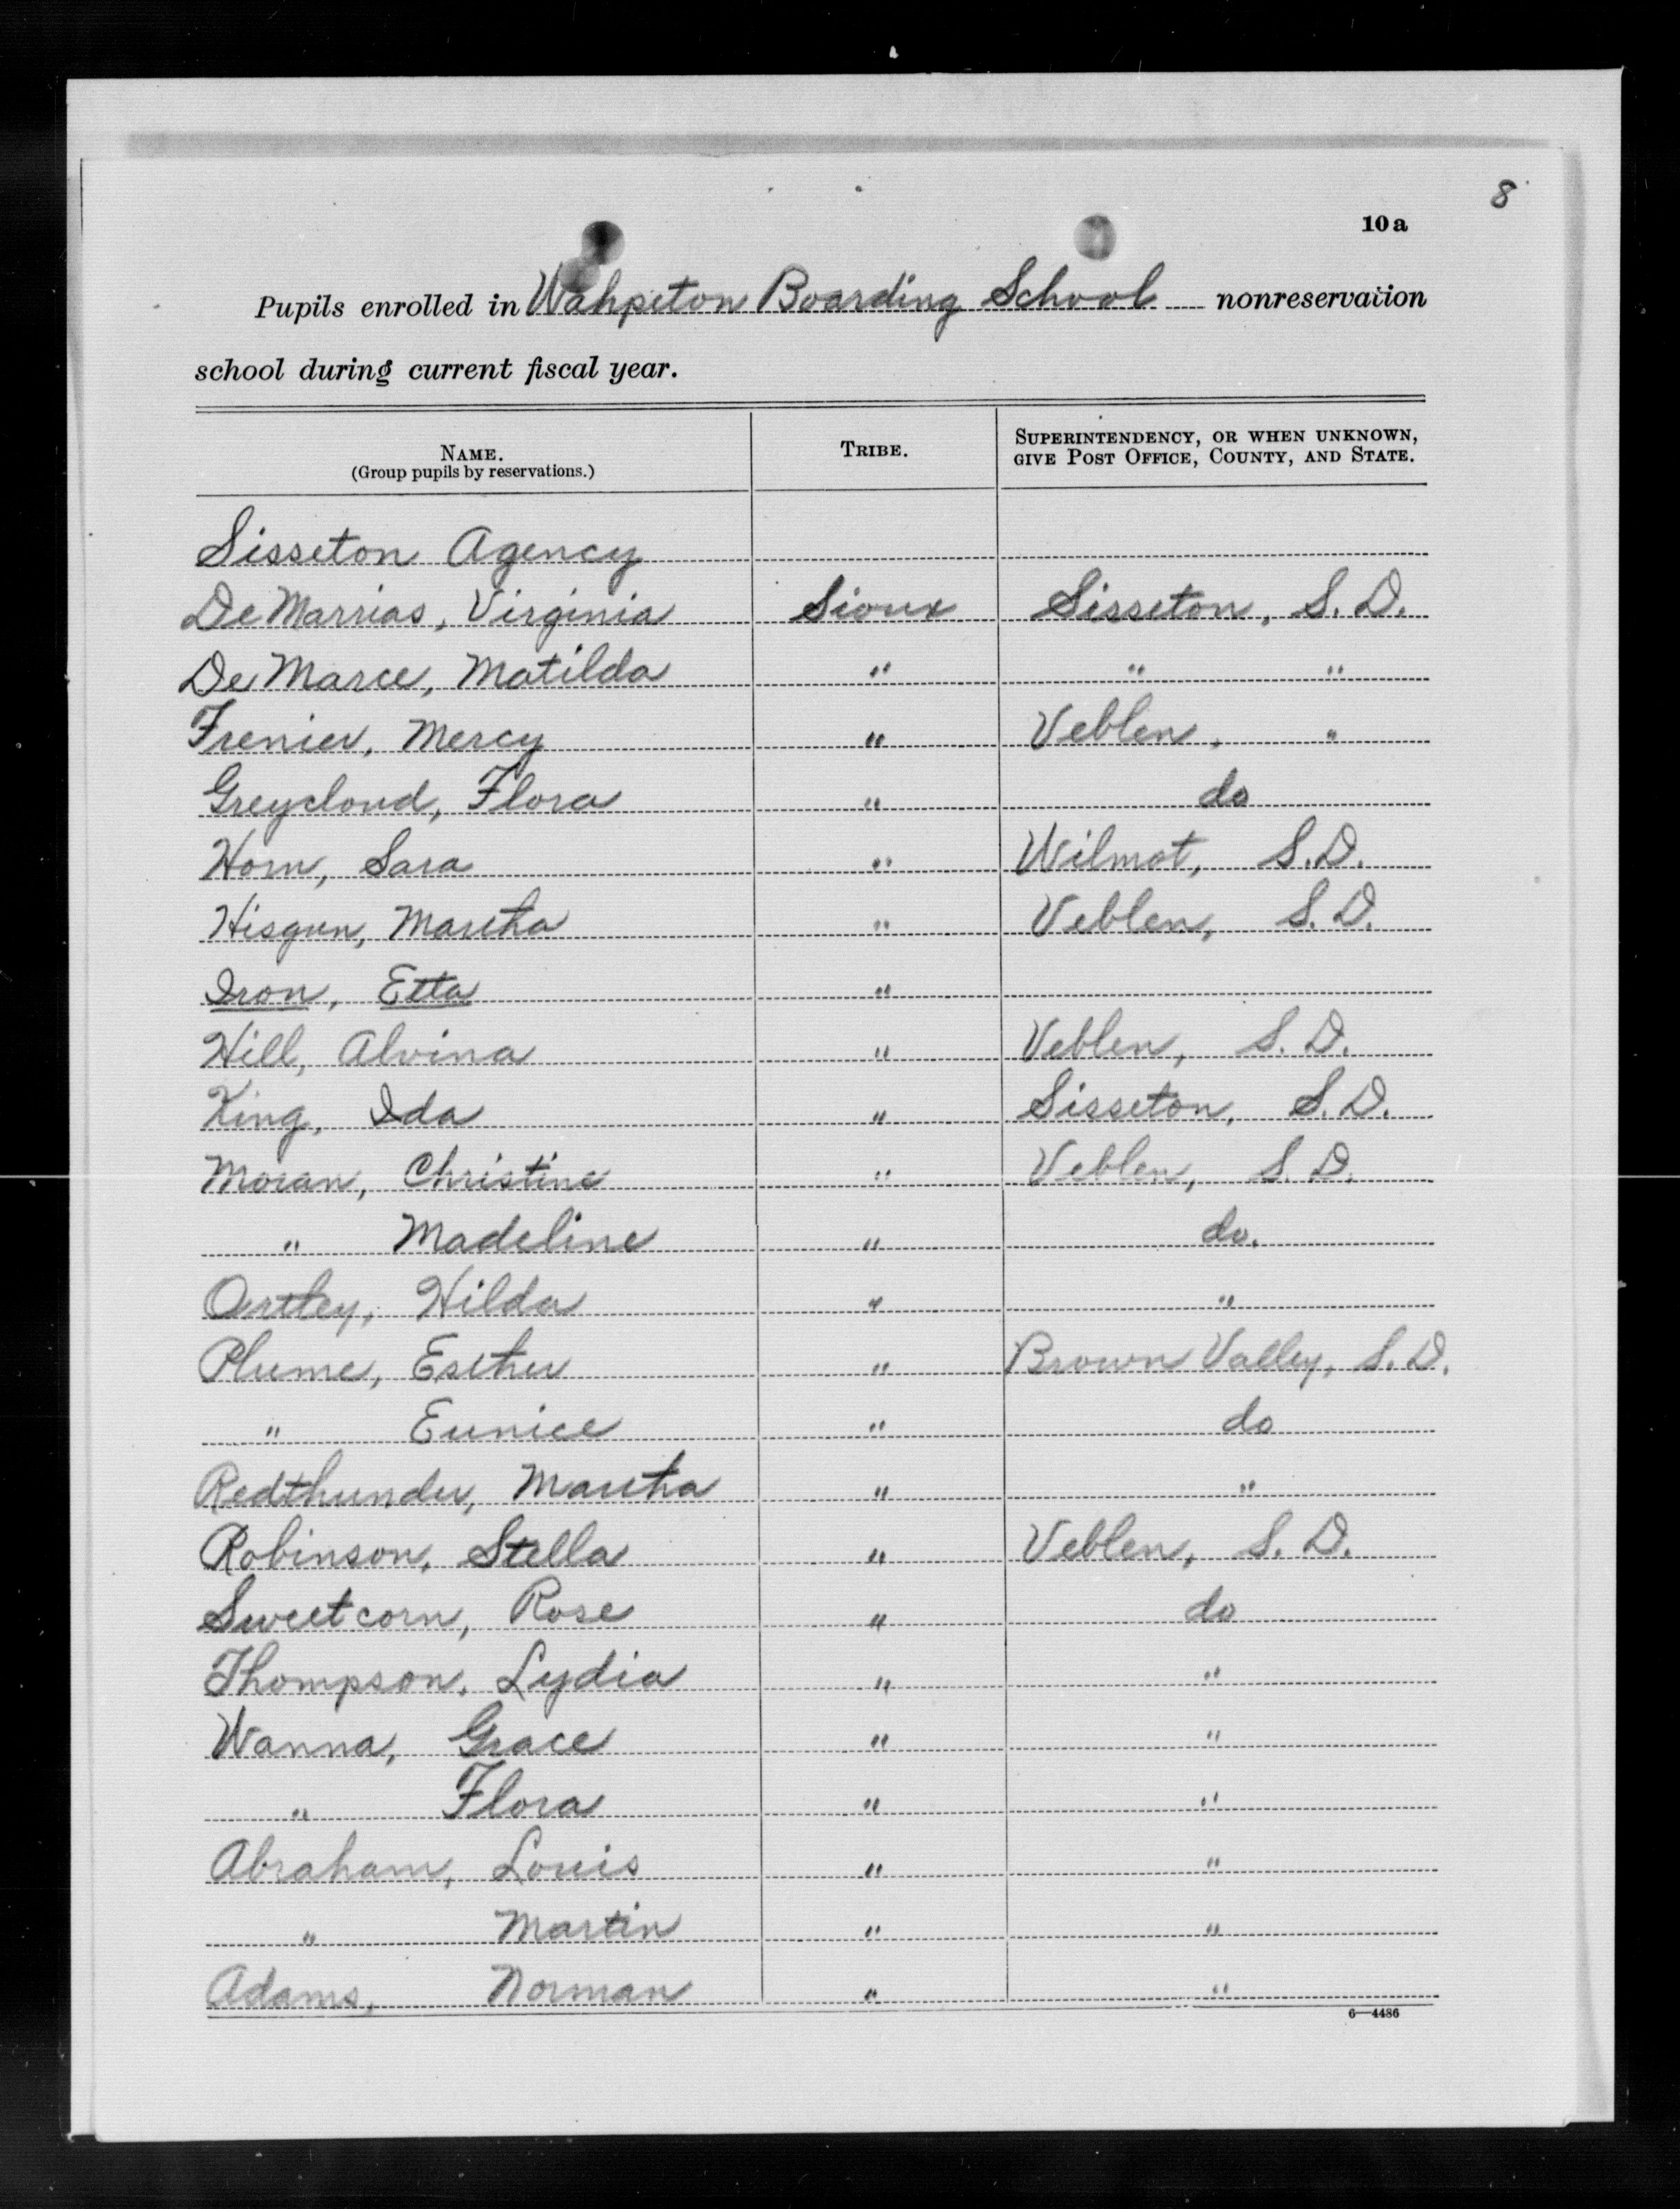 8
10a
Pupils enrolled in Wahpeton Boarding School nonreservation
school during current fiscal year.
NAME. (Group pupils by reservations.) TRIBE. SUPERINTENDENCY, OR WHEN UNKNOWN, GIVE POST OFFICE, COUNTY, AND STATE.
Sisseton Agency
De Marrias, Virginia Sioux Sisseton, S.D.
De Marce, Matilda " " "
Frenier, Mercy " Veblen, "
Greycloud, Flora " do
Horn, Sara " Wilmot, S.D.
Hisgun, Martha " Veblen, S.D.
Iron, Etta "
Hill, Alvina " Veblen, S.D.
King, Ida " Sisseton, S.D.
Moran, Christine " Veblen, S.D.
" Madeline " do.
Ortley, Hilda " "
Plume, Esther " Brown Valley, S.D.
" Eunice " do
Redthunder, Martha " "
Robinson, Stella " Veblen, S.D.
Sweetcorn, Rose " do
Thompson, Lydia " "
Wanna, Grace " "
" Flora " "
Abraham, Louis " "
" Martin " "
Adams, Norman " "
6—4486